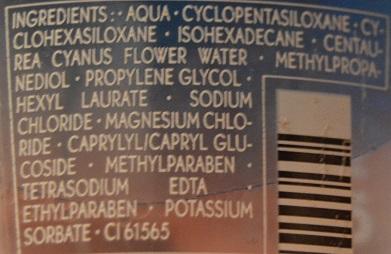 INGREDIENTS: · AQUA · CYCLOPENTASILOXANE · CY-
CLOHEXASILOXANE · ISOHEXADECANE · CENTAU-
REA CYANUS FLOWER WATER · METHYLPROPA-
NEDIOL · PROPYLENE GLYCOL ·
HEXYL LAURATE · SODIUM
CHLORIDE · MAGNESIUM CHLO-
RIDE · CAPRYLYL/CAPRYL GLU-
COSIDE · METHYLPARABEN ·
TETRASODIUM EDTA ·
ETHYLPARABEN · POTASSIUM
SORBATE · CI 61565